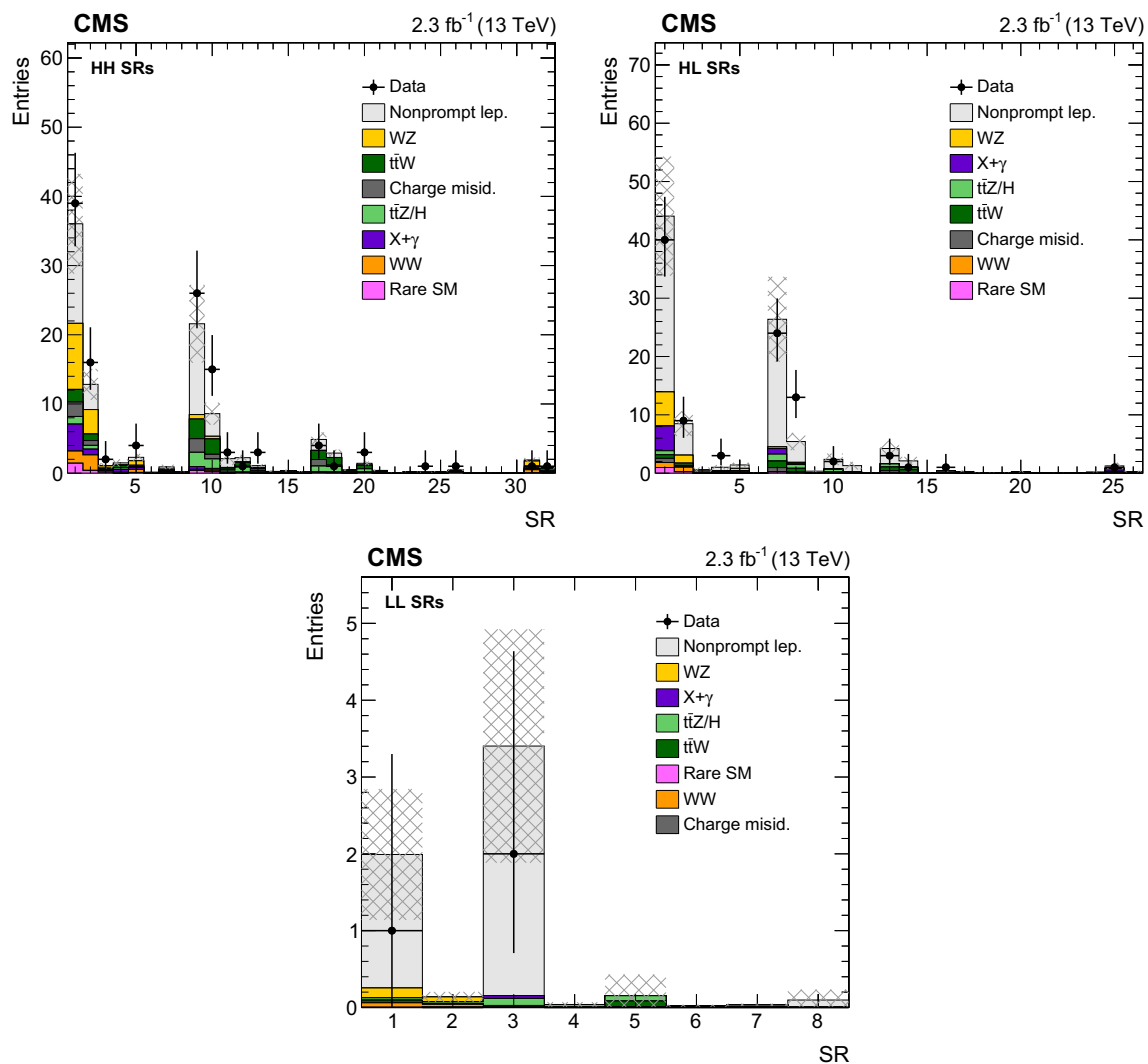 CMS
2.3 fb⁻¹ (13 TeV)
Entries
HH SRs
Data
Nonprompt lep.
WZ
tt̄W
Charge misid.
tt̄Z/H
X+γ
WW
Rare SM
60
50
40
30
20
10
0
5 10 15 20 25 30
SR
CMS
2.3 fb⁻¹ (13 TeV)
Entries
HL SRs
Data
Nonprompt lep.
WZ
X+γ
tt̄Z/H
tt̄W
Charge misid.
WW
Rare SM
70
60
50
40
30
20
10
0
5 10 15 20 25
SR
CMS
2.3 fb⁻¹ (13 TeV)
Entries
LL SRs
Data
Nonprompt lep.
WZ
X+γ
tt̄Z/H
tt̄W
Rare SM
WW
Charge misid.
5
4
3
2
1
0
1 2 3 4 5 6 7 8
SR